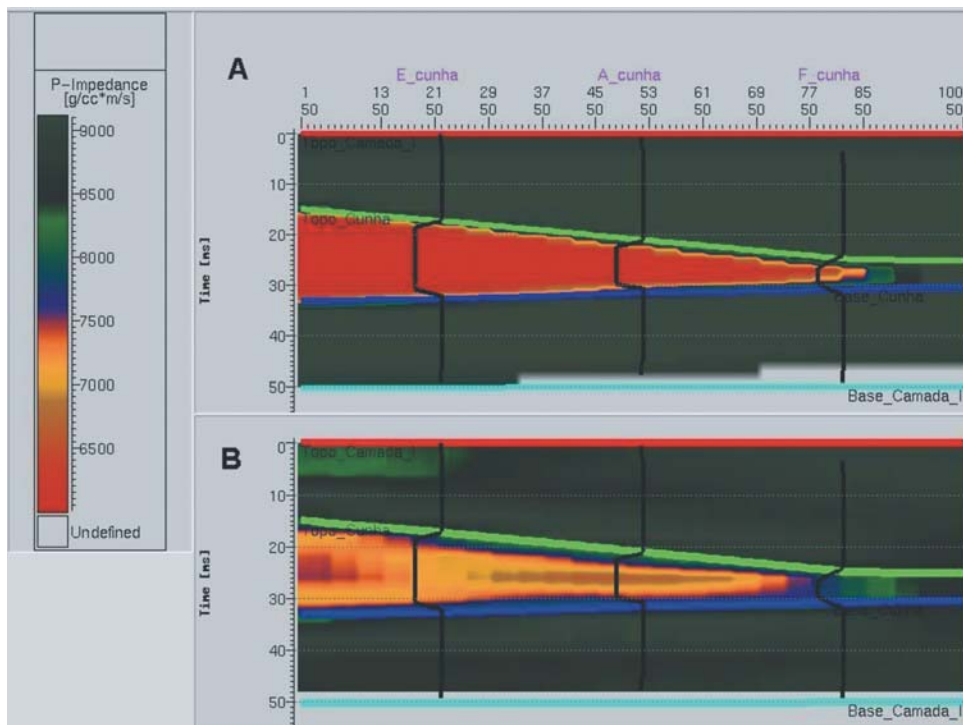 P-Impedance
[g/cc*m/s]
9000
8500
8000
7500
7000
6500
Undefined
A
E_cunha A_cunha F_cunha
1 13 21 29 37 45 53 61 69 77 85 100
50 50 50 50 50 50 50 50 50 50 50 50
Time [ms]
0
10
20
30
40
50
Topo_Camada_I
Topo_Cunha
Base_Cunha
Base_Camada_I
B
Time [ms]
0
10
20
30
40
50
Topo_Camada_I
Topo_Cunha
Base_Camada_I